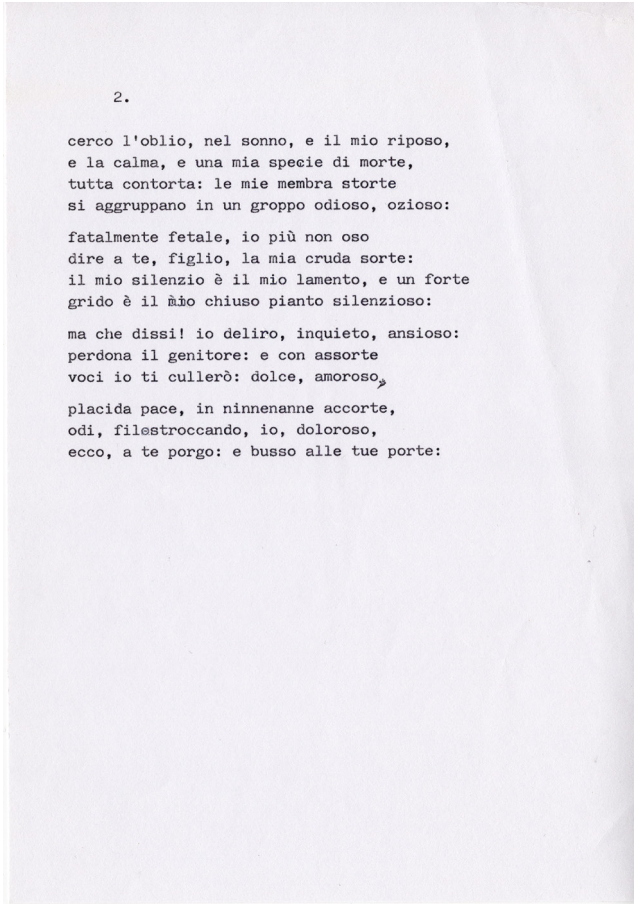 2.
cerco l'oblio, nel sonno, e il mio riposo,
e la calma, e una mia specie di morte,
tutta contorta: le mie membra storte
si aggruppano in un groppo odioso, ozioso:
fatalmente fetale, io più non oso
dire a te, figlio, la mia cruda sorte:
il mio silenzio è il mio lamento, e un forte
grido è il mio chiuso pianto silenzioso:
ma che dissi! io deliro, inquieto, ansioso:
perdona il genitore: e con assorte
voci io ti cullerò: dolce, amoroso,
placida pace, in ninnenanne accorte,
odi, filastroccando, io, doloroso,
ecco, a te porgo: e busso alle tue porte: